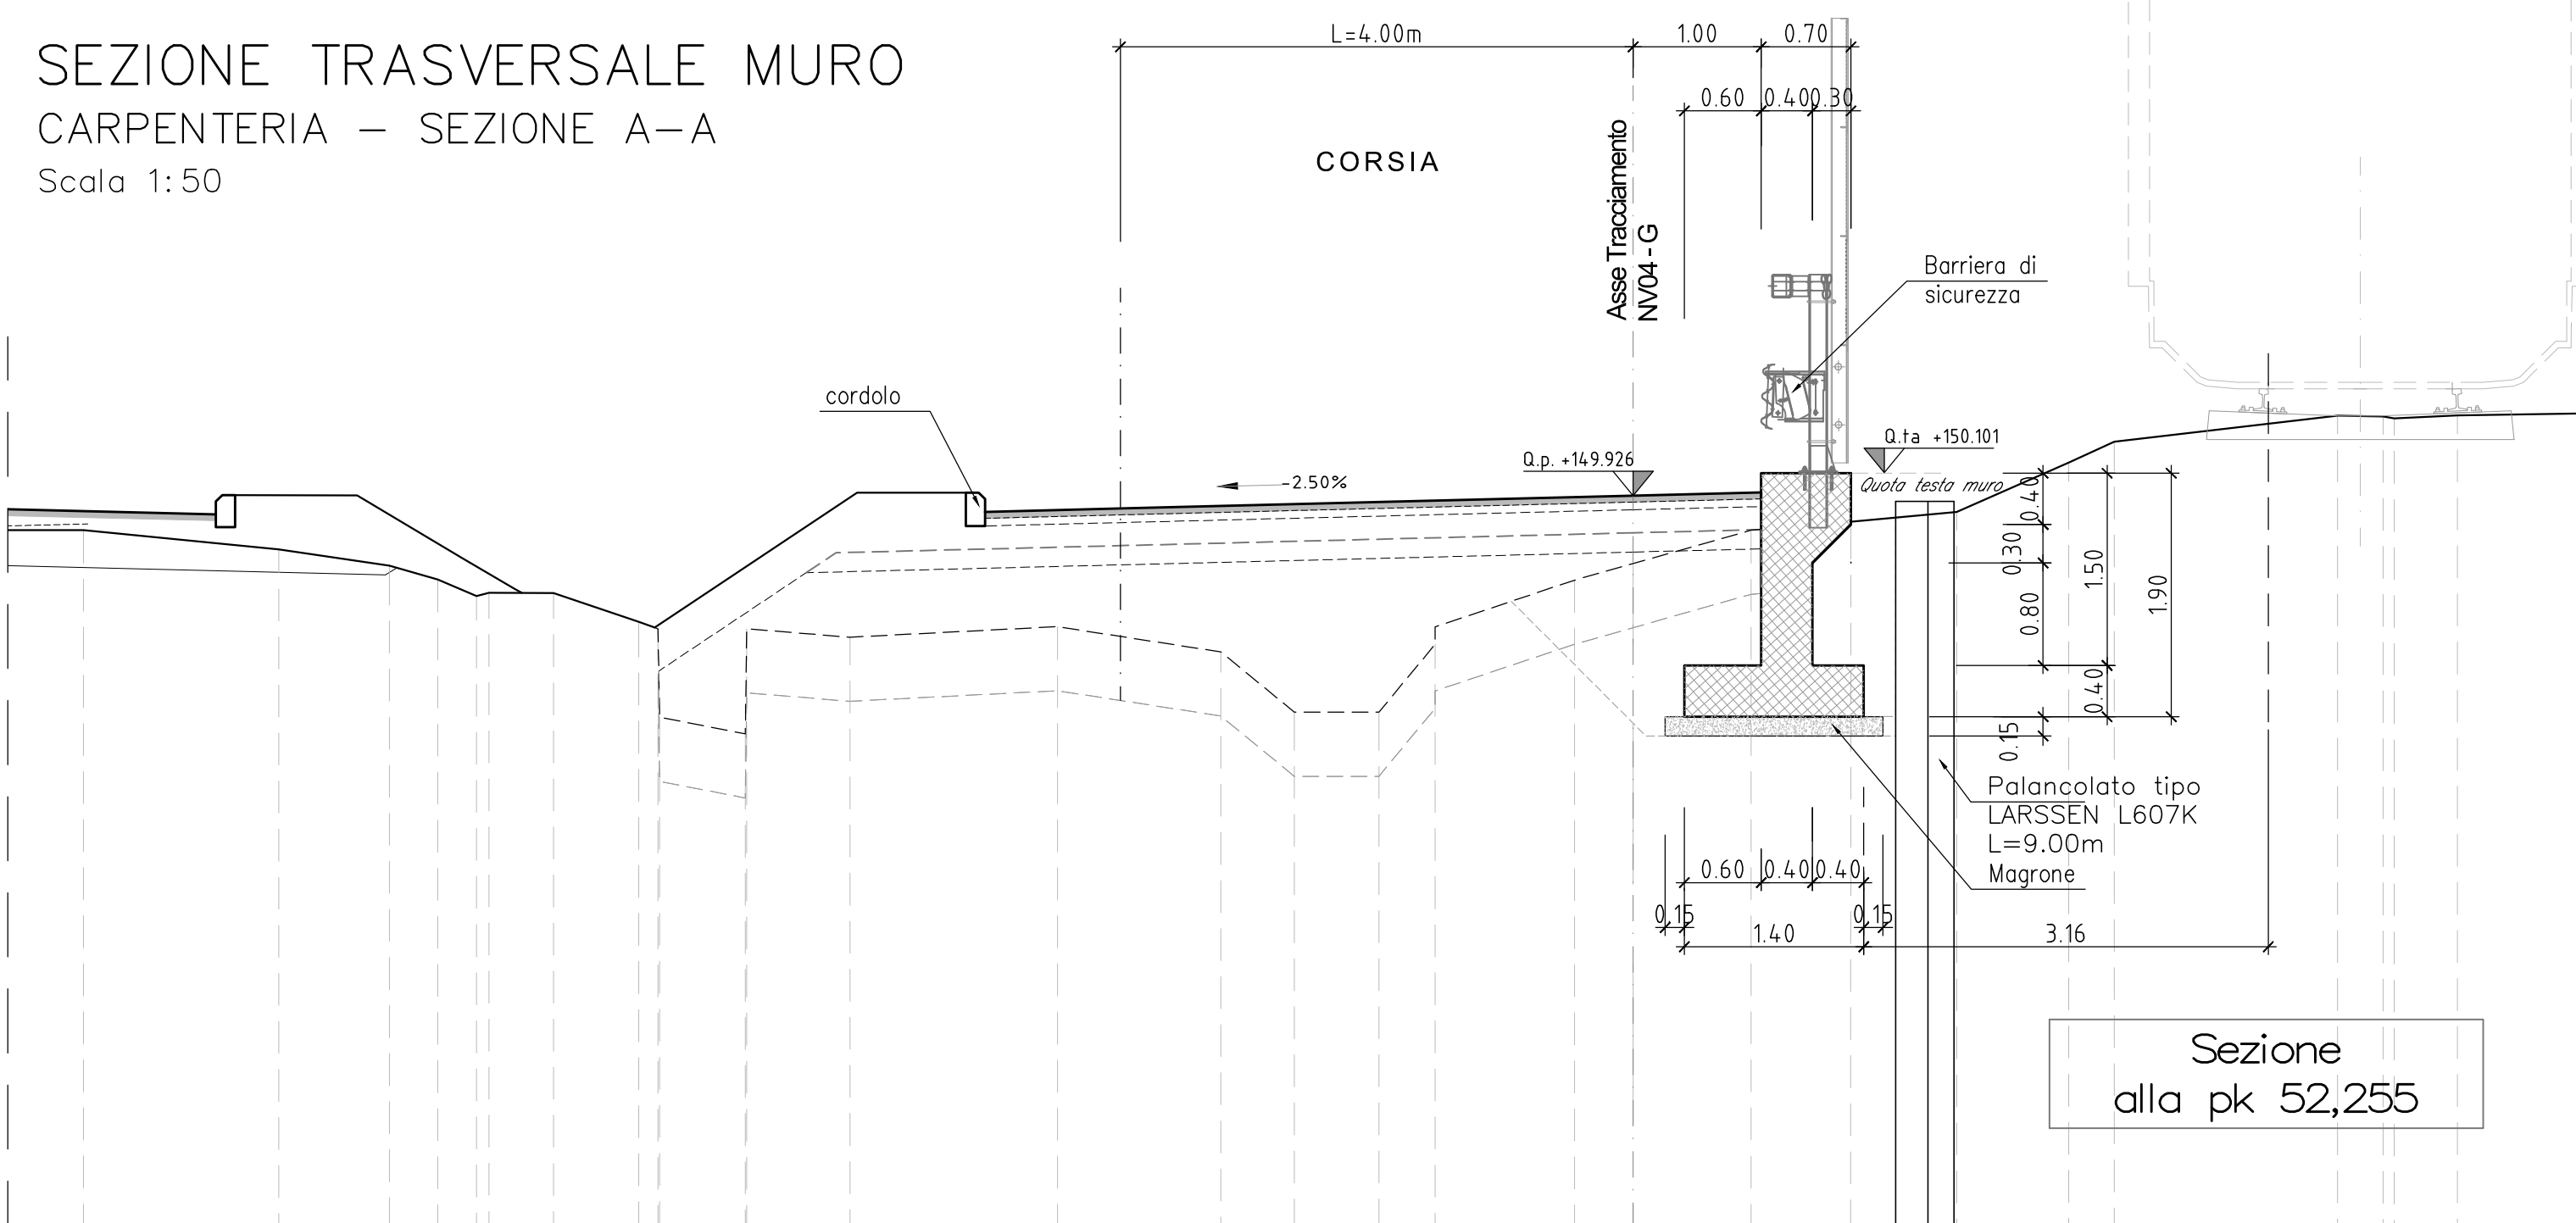 SEZIONE TRASVERSALE MURO
CARPENTERIA – SEZIONE A–A
Scala 1:50
L=4.00m
1.00
0.70
0.60
0.40
0.30
CORSIA
Asse Tracciamento
NV04 - G
Barriera di
sicurezza
cordolo
-2.50%
Q.p. +149.926
Q.ta +150.101
Quota testa muro
0.40
0.30
0.80
1.50
0.40
1.90
0.15
Palancolato tipo
LARSSEN L607K
L=9.00m
Magrone
0.60
0.40
0.40
0.15
0.15
1.40
3.16
Sezione
alla pk 52,255